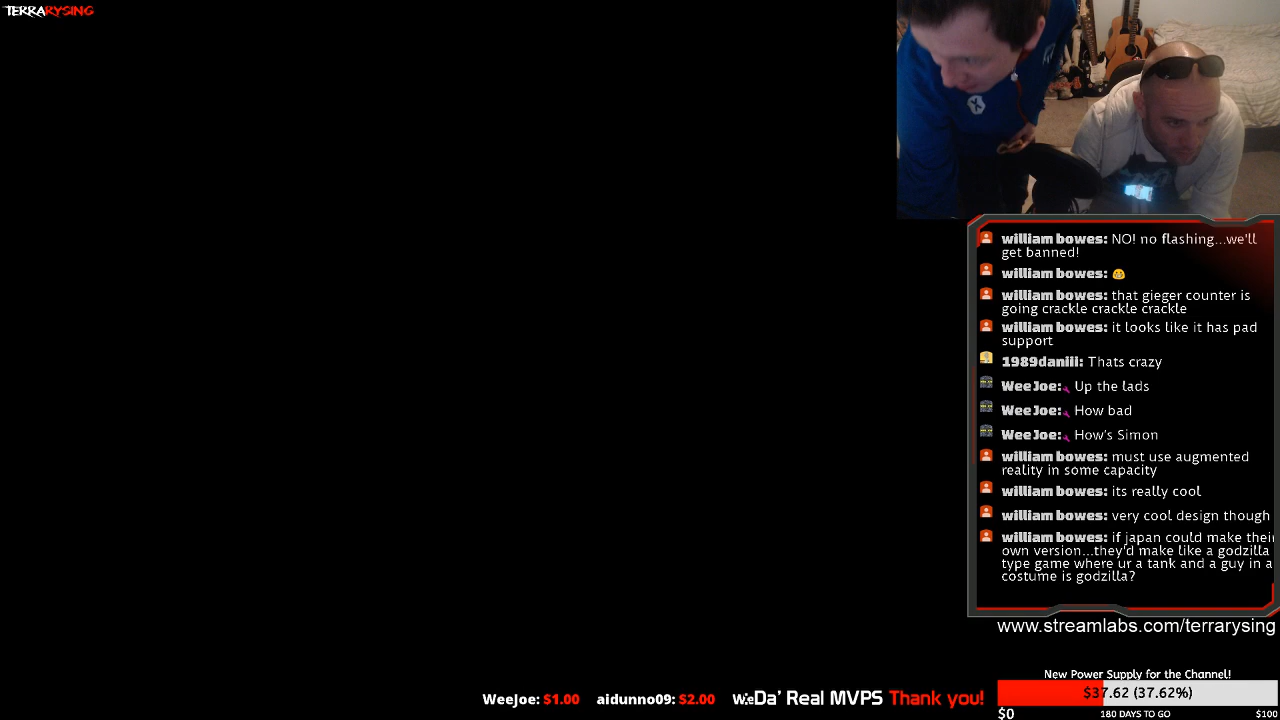 TERRARYSING
william bowes: NO! no flashing...we'll
get banned!
william bowes:
william bowes: that gieger counter is
going crackle crackle crackle
william bowes: it looks like it has pad
support
1989daniii: Thats crazy
WeeJoe: Up the lads
WeeJoe: How bad
WeeJoe: How's Simon
william bowes: must use augmented
reality in some capacity
william bowes: its really cool
william bowes: very cool design though
william bowes: if japan could make their
own version...they'd make like a godzilla
type game where ur a tank and a guy in a
costume is godzilla?
www.streamlabs.com/terrarysing
New Power Supply for the Channel!
$37.62 (37.62%)
$0 180 DAYS TO GO $100
WeeJoe: $1.00 aidunno09: $2.00 Da' Real MVPS Thank you!